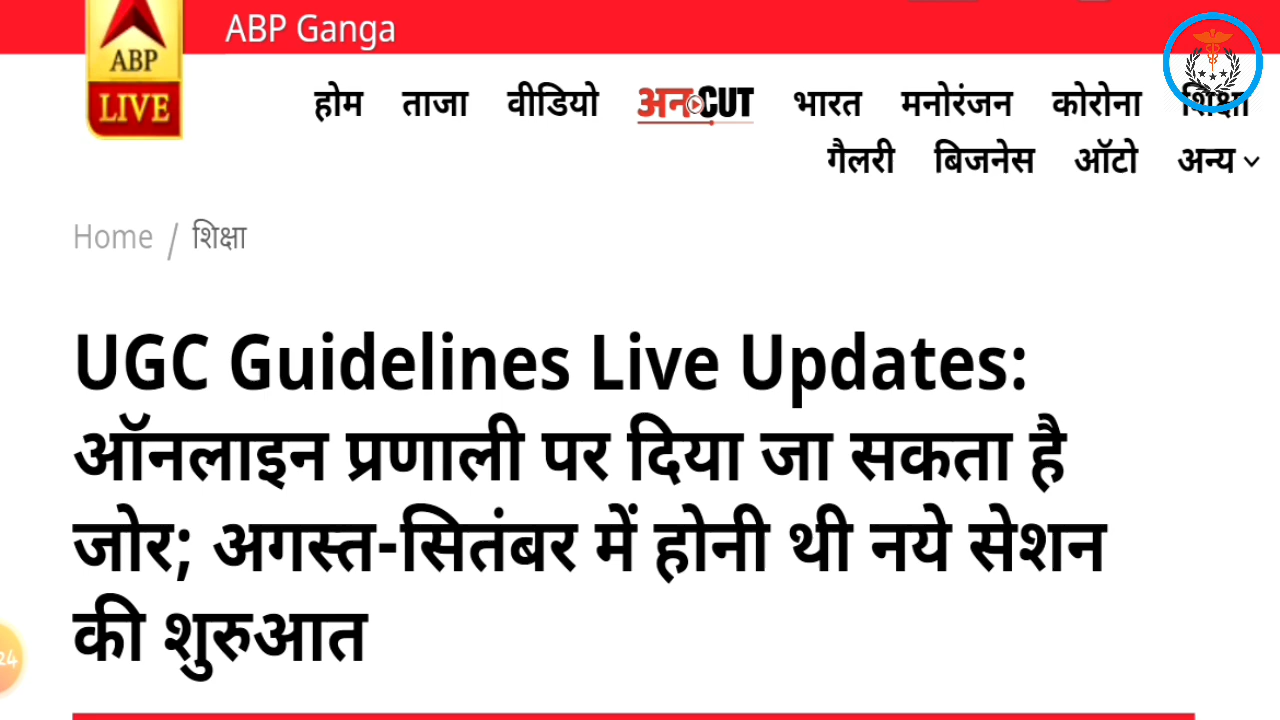 ABP Ganga
ABP
LIVE
होम ताजा वीडियो अनCUT भारत मनोरंजन कोरोना शिक्षा
गैलरी बिजनेस ऑटो अन्य
Home / शिक्षा
UGC Guidelines Live Updates:
ऑनलाइन प्रणाली पर दिया जा सकता है
जोर; अगस्त-सितंबर में होनी थी नये सेशन
की शुरुआत
24